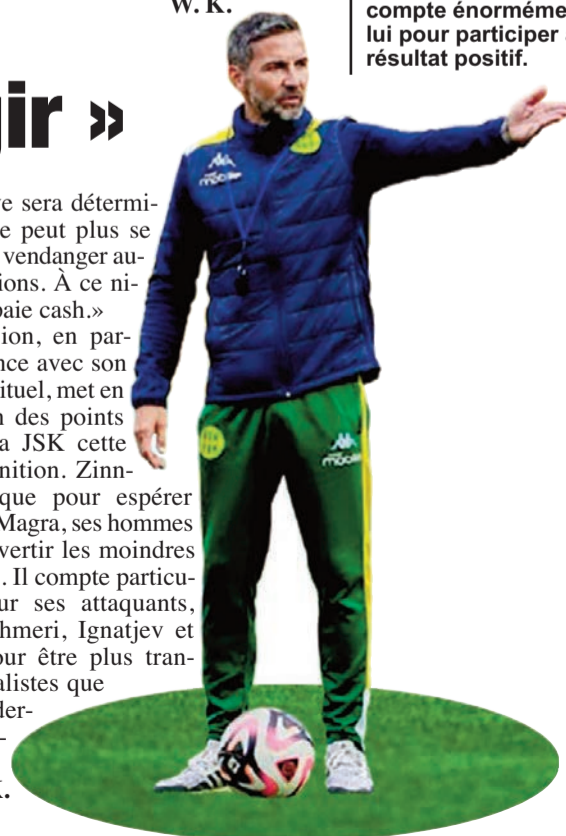 W. K.
compte énorméme
lui pour participer
résultat positif.
gir »
e sera détermi-
e peut plus se
vendanger au-
ions. À ce ni-
paie cash.»
ion, en par-
nce avec son
ituel, met en
n des points
a JSK cette
nition. Zinn-
que pour espérer
Magra, ses hommes
vertir les moindres
. Il compte particu-
ur ses attaquants,
hmeri, Ignatjev et
our être plus tran-
alistes que
der-
K.
mobilis
mobilis